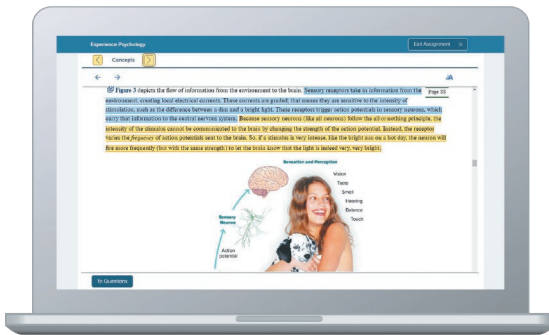 Experience Psychology
Exit Assignment
Concepts
Figure 3 depicts the flow of information from the environment to the brain. Sensory receptors take in information from the
Page 33
environment, creating local electrical currents. These currents are graded; that means they are sensitive to the intensity of
stimulation, such as the difference between a dim and a bright light. These receptors trigger action potentials in sensory neurons, which
carry that information to the central nervous system. Because sensory neurons (like all neurons) follow the all-or-nothing principle, the
intensity of the stimulus cannot be communicated to the brain by changing the strength of the action potential. Instead, the receptor
varies the frequency of action potentials sent to the brain. So, if a stimulus is very intense, like the bright sun on a hot day, the neuron will
fire more frequently (but with the same strength) to let the brain know that the light is indeed very, very bright.
Sensation and Perception
Vision
Taste
Smell
Hearing
Balance
Touch
Sensory
Neurons
Action
potential
To Questions